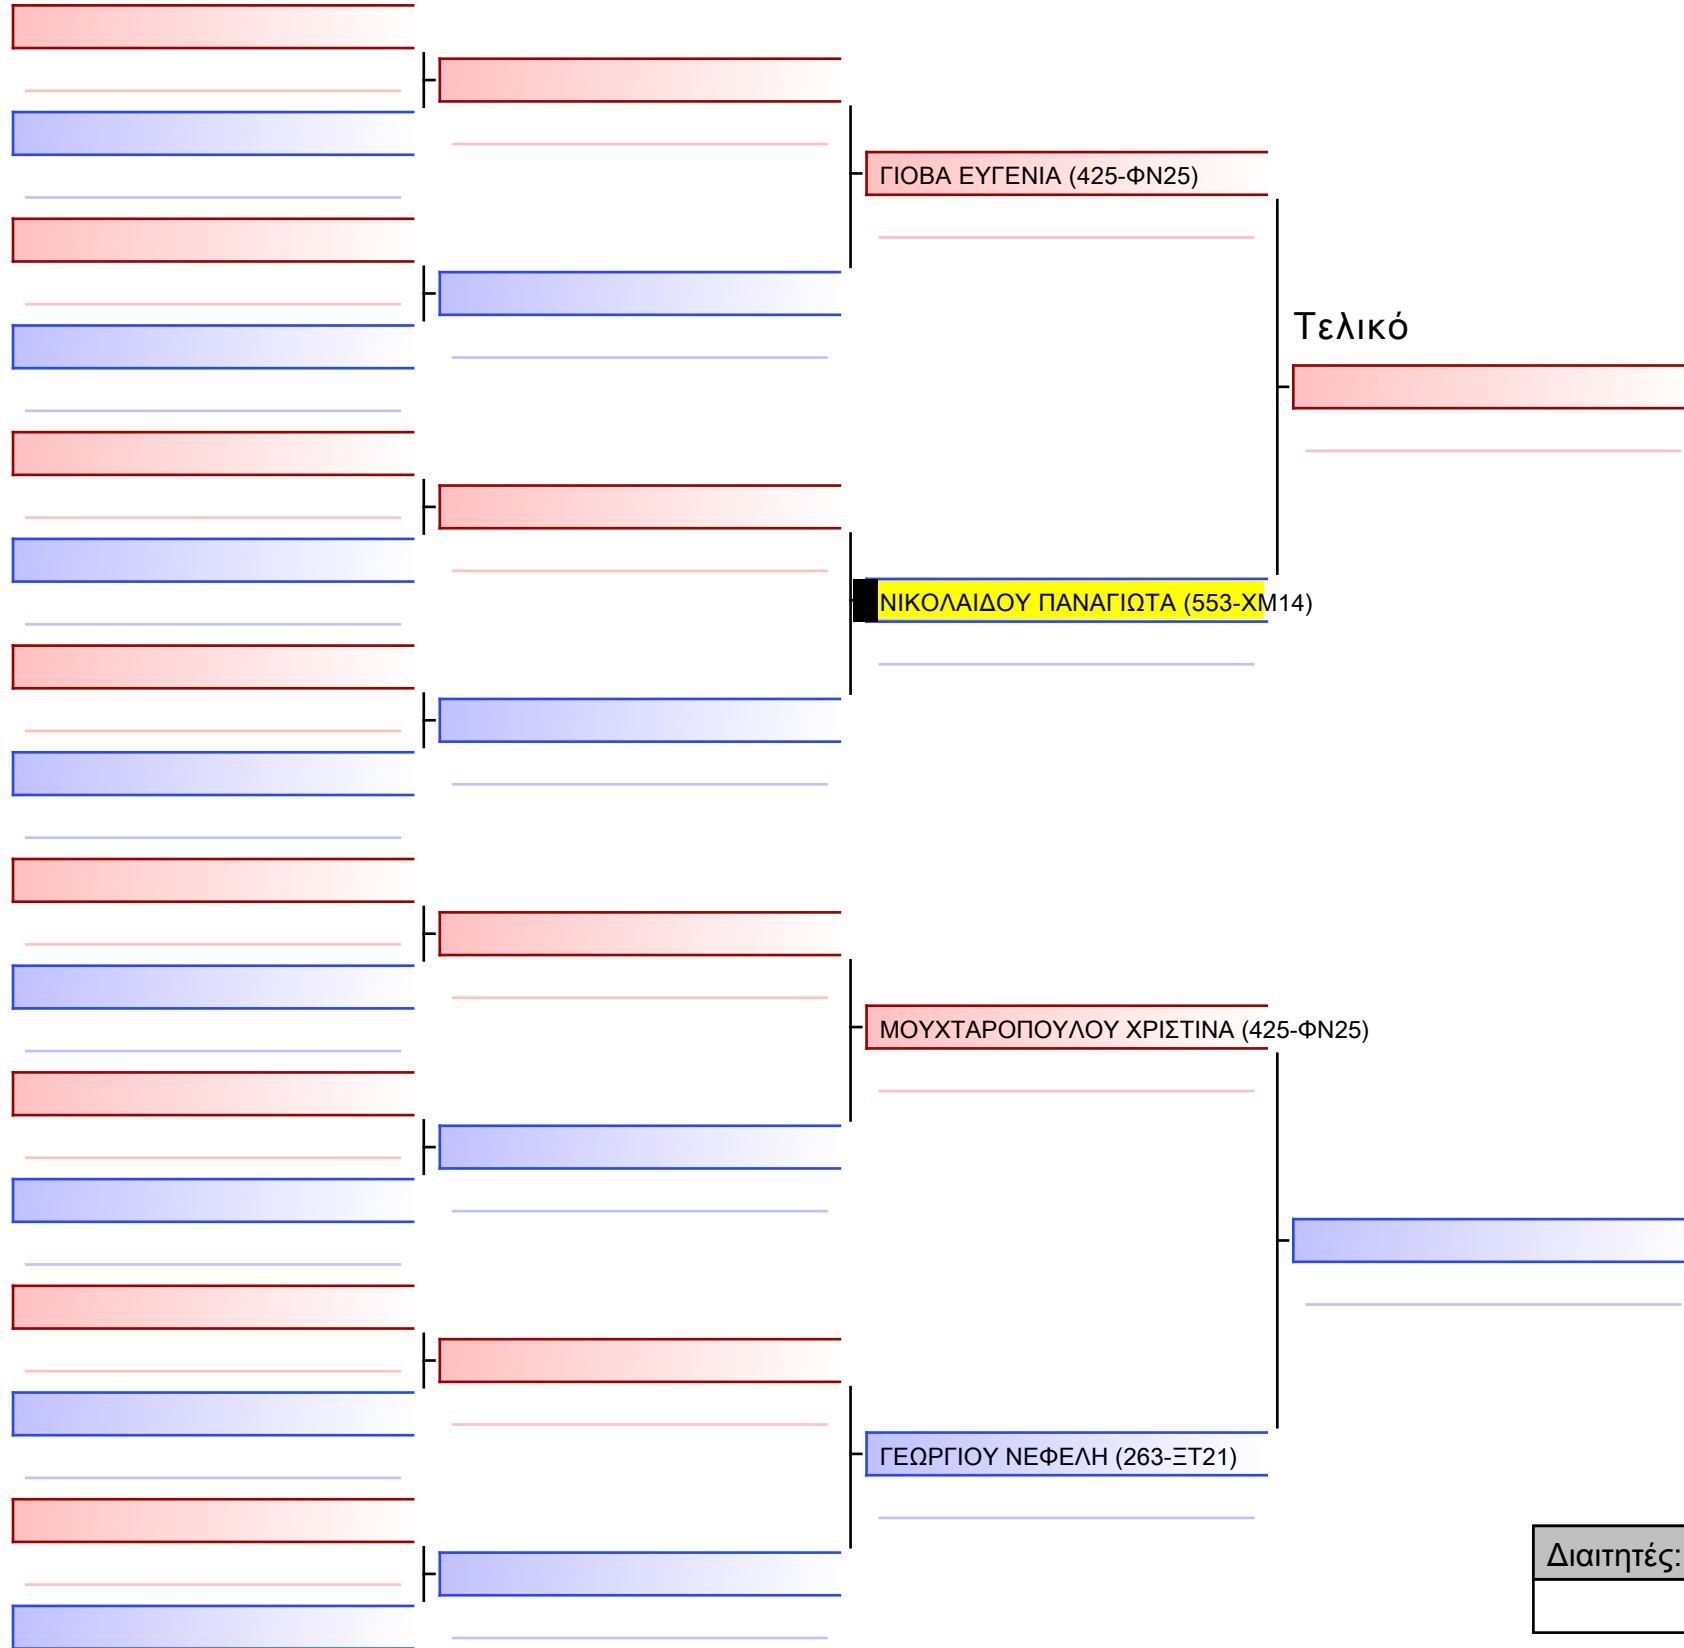 ΓΙΟΒΑ ΕΥΓΕΝΙΑ (425-ΦΝ25)
Τελικό
ΝΙΚΟΛΑΙΔΟΥ ΠΑΝΑΓΙΩΤΑ (553-ΧΜ14)
ΜΟΥΧΤΑΡΟΠΟΥΛΟΥ ΧΡΙΣΤΙΝΑ (425-ΦΝ25)
ΓΕΩΡΓΙΟΥ ΝΕΦΕΛΗ (263-ΞΤ21)
Διαιτητές: